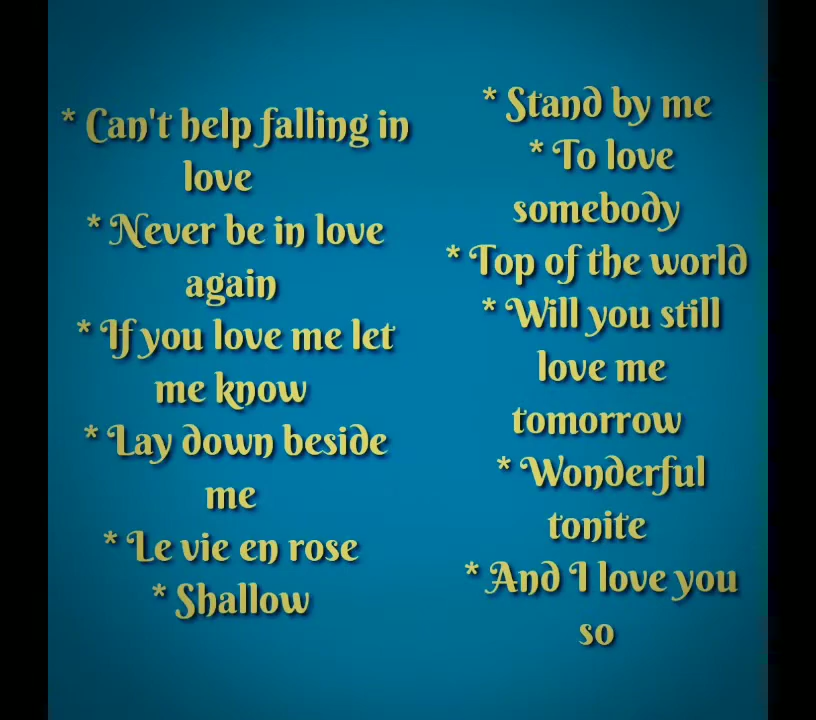 * Can't help falling in
love
* Never be in love
again
* If you love me let
me know
* Lay down beside
me
* Le vie en rose
* Shallow
* Stand by me
* To love
somebody
* Top of the world
* Will you still
love me
tomorrow
* Wonderful
tonite
* And I love you
so